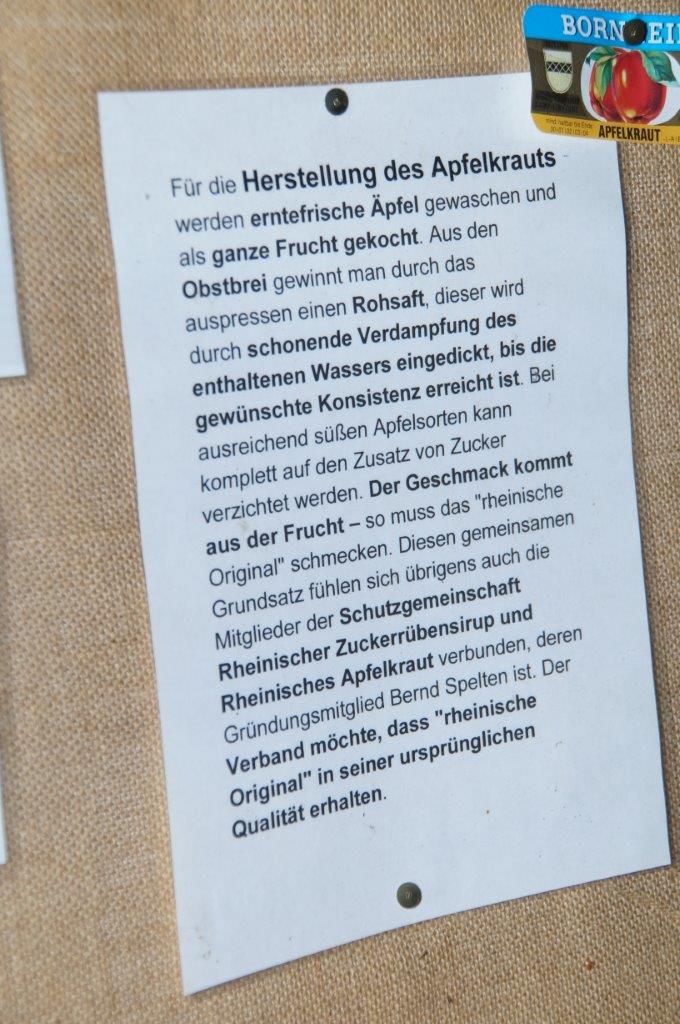 BORN EI
mind. haltbar bis Ende
APFELKRAUT
Für die Herstellung des Apfelkrauts
werden erntefrische Äpfel gewaschen und
als ganze Frucht gekocht. Aus den
Obstbrei gewinnt man durch das
auspressen einen Rohsaft, dieser wird
durch schonende Verdampfung des
enthaltenen Wassers eingedickt, bis die
gewünschte Konsistenz erreicht ist. Bei
ausreichend süßen Apfelsorten kann
komplett auf den Zusatz von Zucker
verzichtet werden. Der Geschmack kommt
aus der Frucht – so muss das "rheinische
Original" schmecken. Diesen gemeinsamen
Grundsatz fühlen sich übrigens auch die
Mitglieder der Schutzgemeinschaft
Rheinischer Zuckerrübensirup und
Rheinisches Apfelkraut verbunden, deren
Gründungsmitglied Bernd Spelten ist. Der
Verband möchte, dass "rheinische
Original" in seiner ursprünglichen
Qualität erhalten.